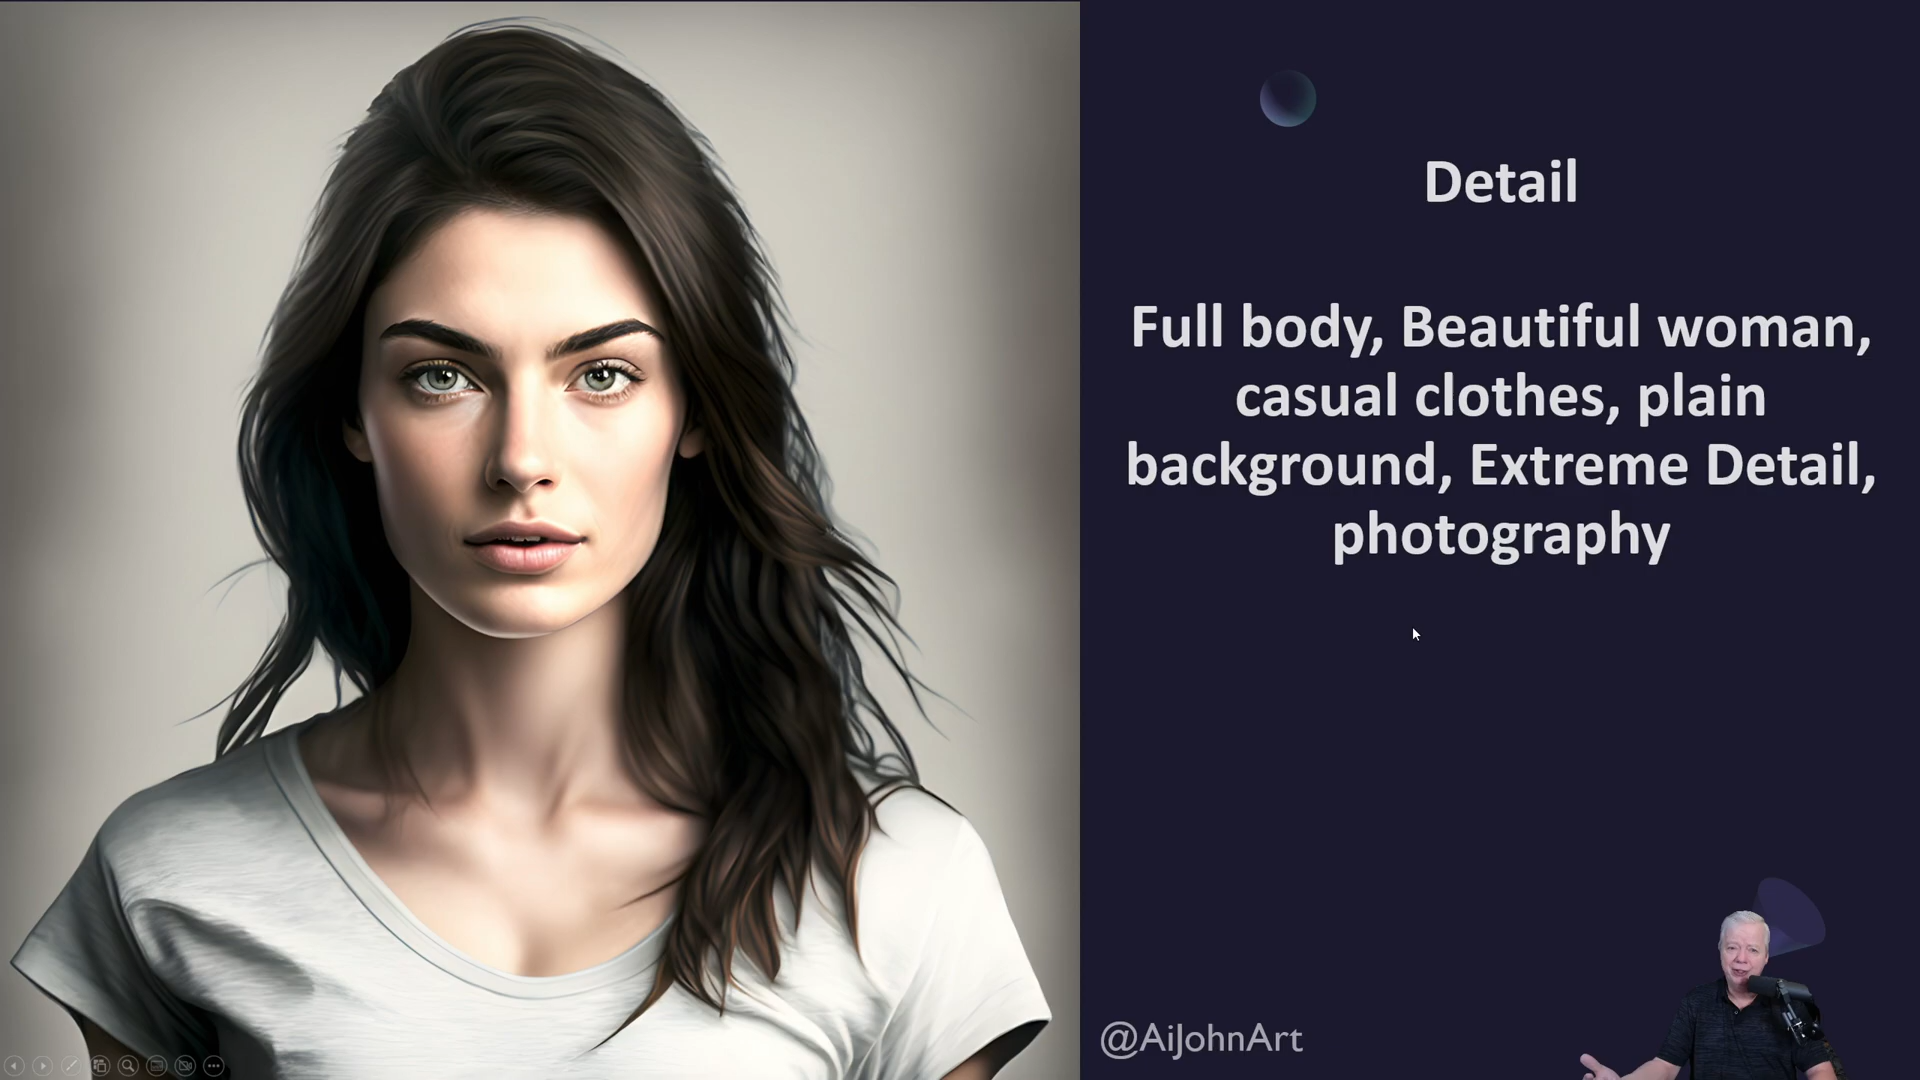 Detail
Full body, Beautiful woman,
casual clothes, plain
background, Extreme Detail,
photography
@AiJohnArt